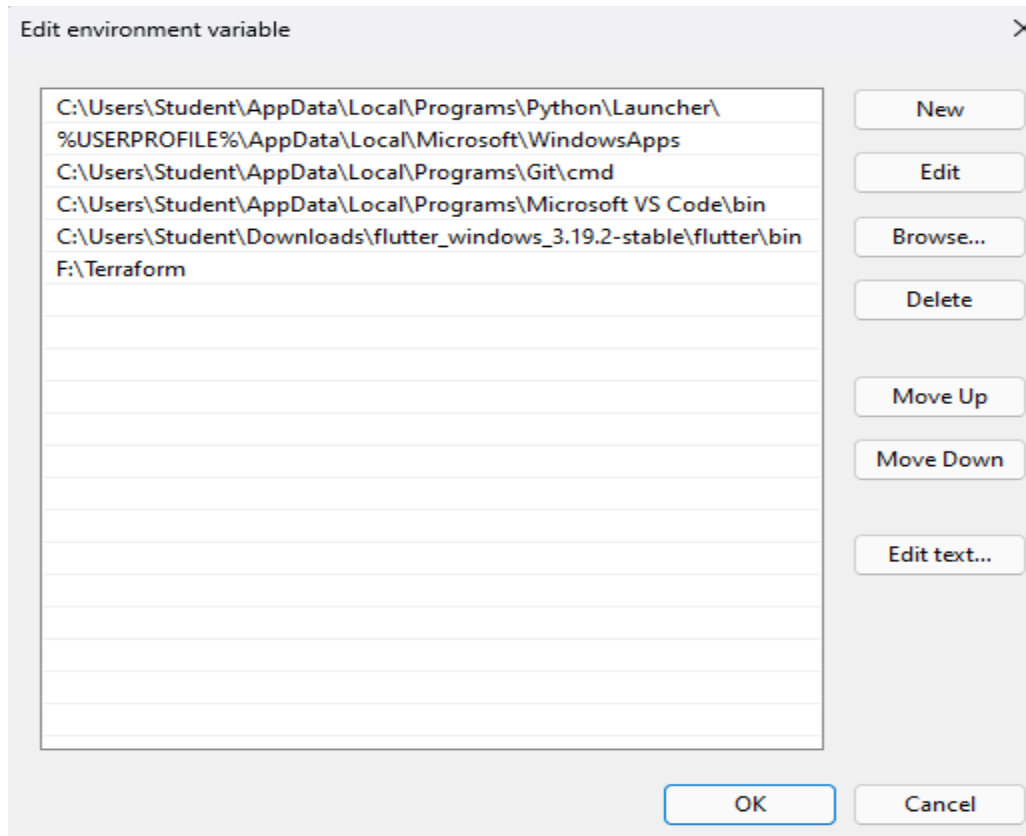 Edit environment variable
C:\Users\Student\AppData\Local\Programs\Python\Launcher\
%USERPROFILE%\AppData\Local\Microsoft\WindowsApps
C:\Users\Student\AppData\Local\Programs\Git\cmd
C:\Users\Student\AppData\Local\Programs\Microsoft VS Code\bin
C:\Users\Student\Downloads\flutter_windows_3.19.2-stable\flutter\bin
F:\Terraform
New
Edit
Browse...
Delete
Move Up
Move Down
Edit text...
OK
Cancel